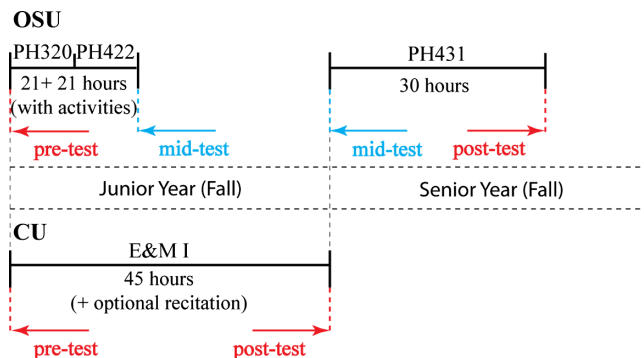 OSU
PH320 PH422
PH431
21+ 21 hours
(with activities)
30 hours
pre-test
mid-test
mid-test
post-test
Junior Year (Fall)
Senior Year (Fall)
CU
E&M I
45 hours
(+ optional recitation)
pre-test
post-test